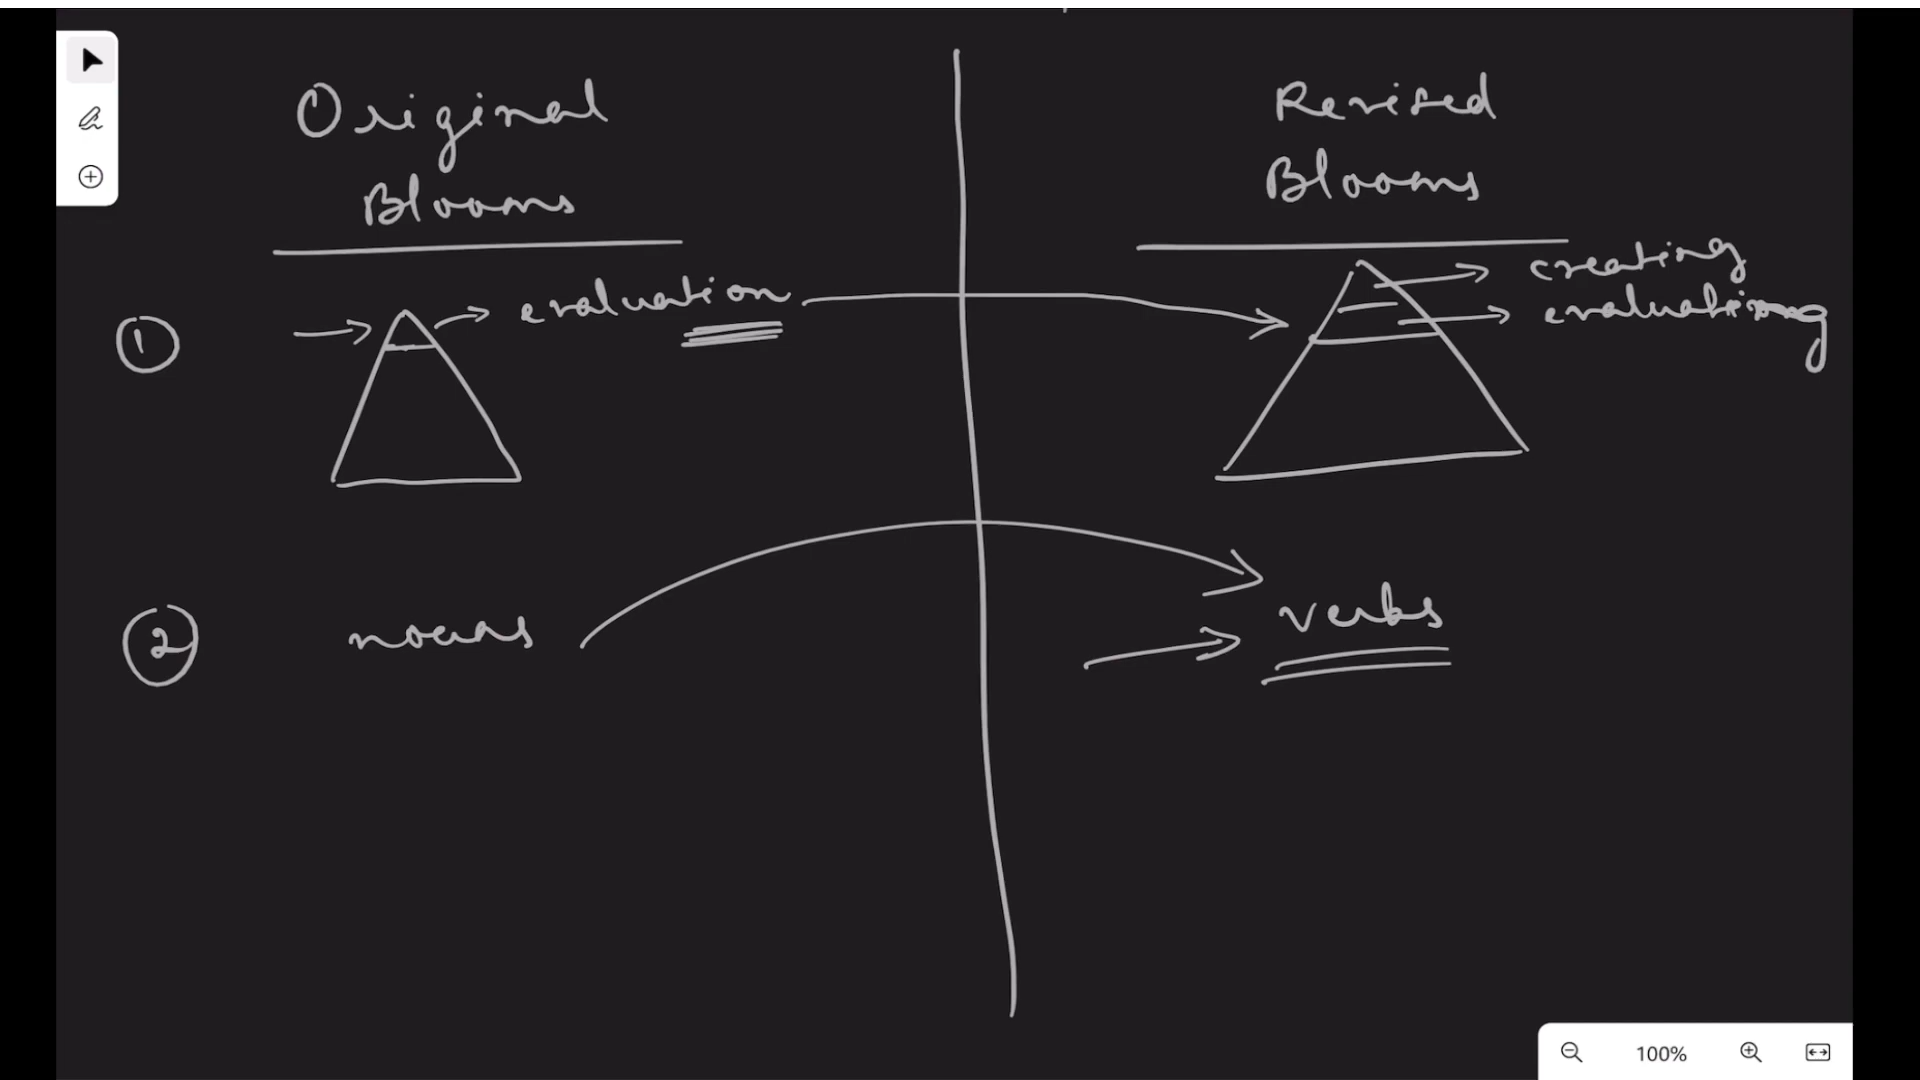 Original
Blooms
Revised
Blooms
1
evaluation
creating
evaluating
2
nouns
verbs
100%